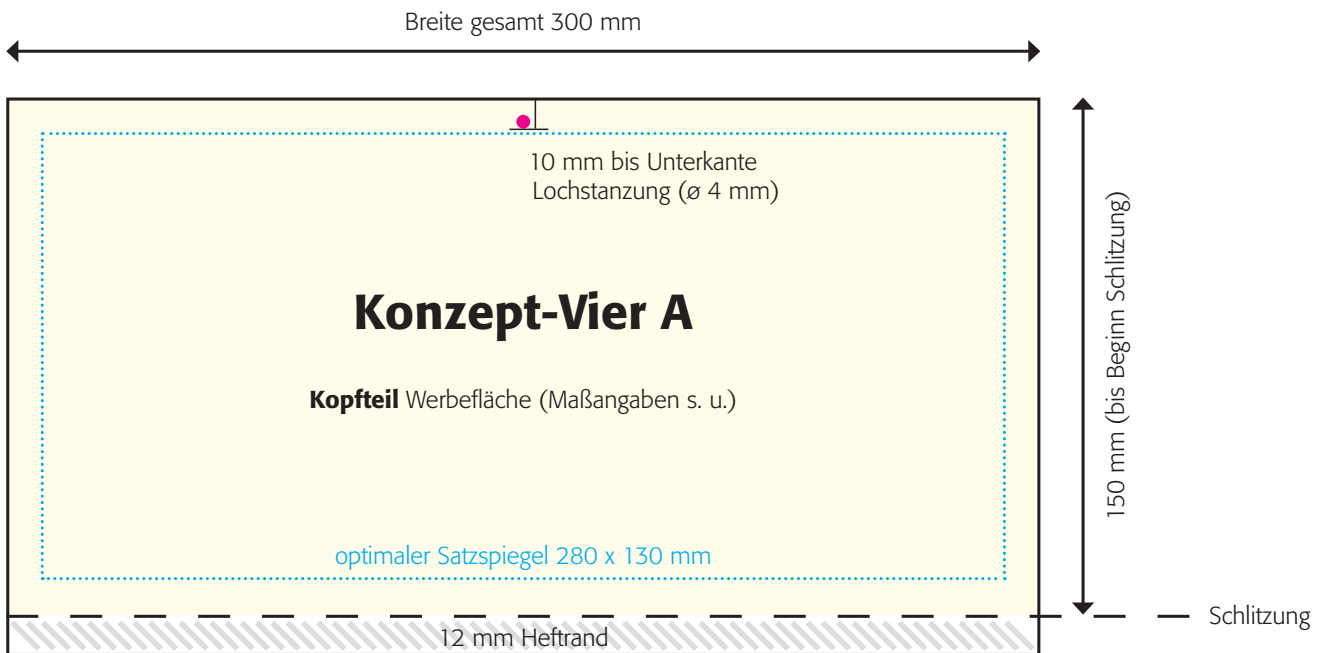 Breite gesamt 300 mm
10 mm bis Unterkante
Lochstanzung (ø 4 mm)
150 mm (bis Beginn Schlitzung)
Konzept-Vier A
Kopfteil Werbefläche (Maßangaben s. u.)
optimaler Satzspiegel 280 x 130 mm
Schlitzung
12 mm Heftrand